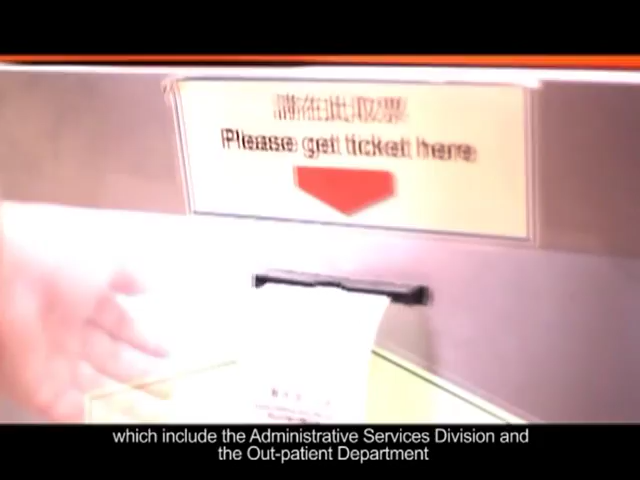 請在此取票
Please get ticket here
which include the Administrative Services Division and
the Out-patient Department